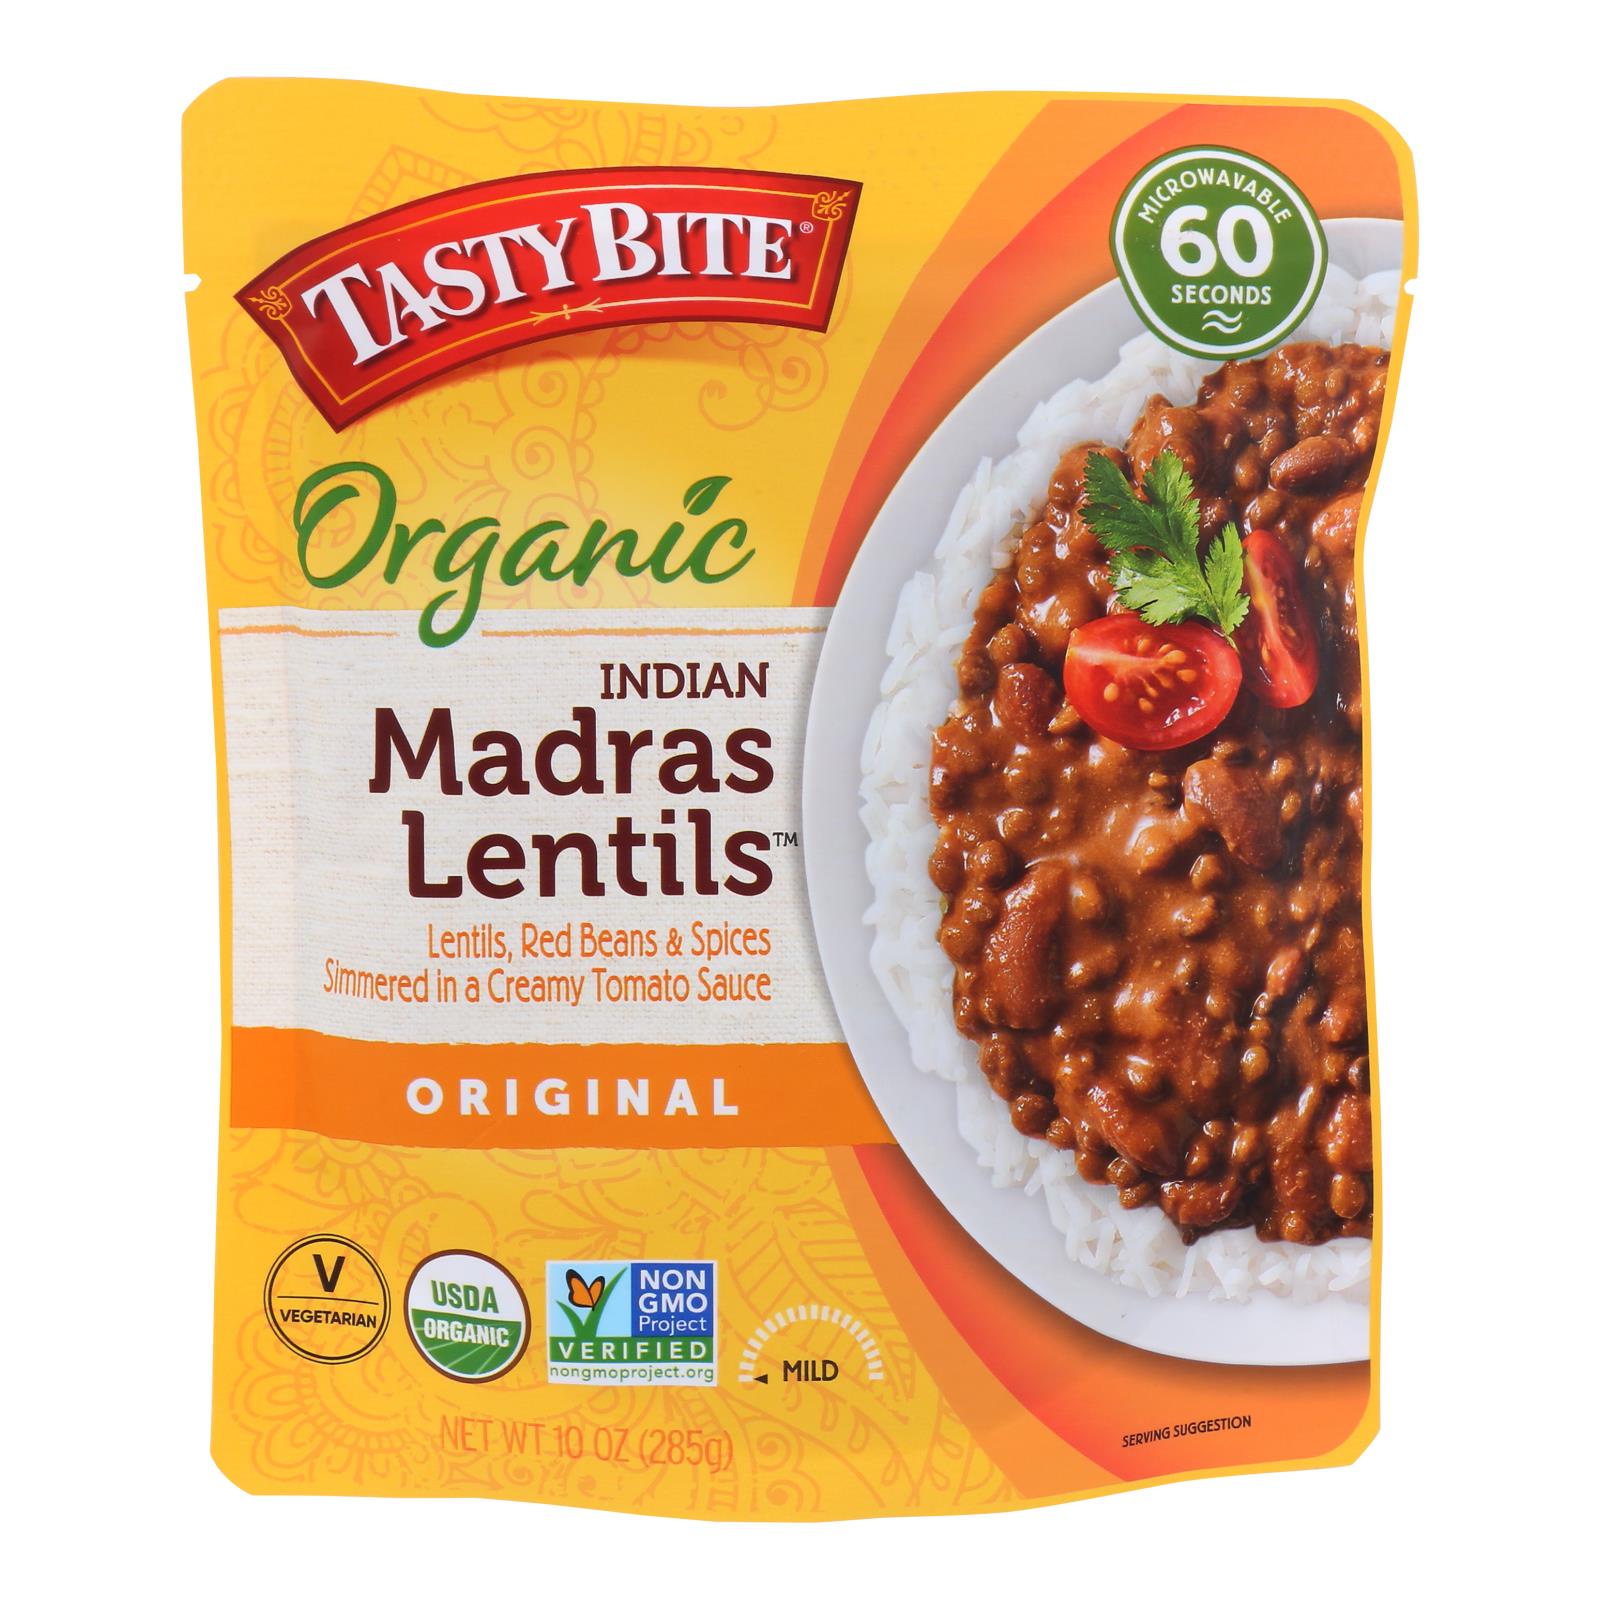 TASTY BITE®
MICROWAVABLE
60
SECONDS
Organic
INDIAN
Madras
Lentils™
Lentils, Red Beans & Spices
Simmered in a Creamy Tomato Sauce
ORIGINAL
V
VEGETARIAN
USDA
ORGANIC
NON
GMO
Project
VERIFIED
nongmoproject.org
MILD
NET WT 10 OZ (285g)
SERVING SUGGESTION